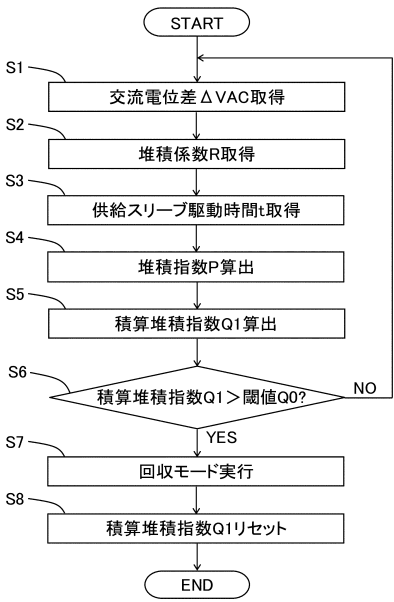 START
S1
交流電位差ΔVAC取得
S2
堆積係数R取得
S3
供給スリーブ駆動時間t取得
S4
堆積指数P算出
S5
積算堆積指数Q1算出
S6
積算堆積指数Q1＞閾値Q0?
NO
YES
S7
回収モード実行
S8
積算堆積指数Q1リセット
END